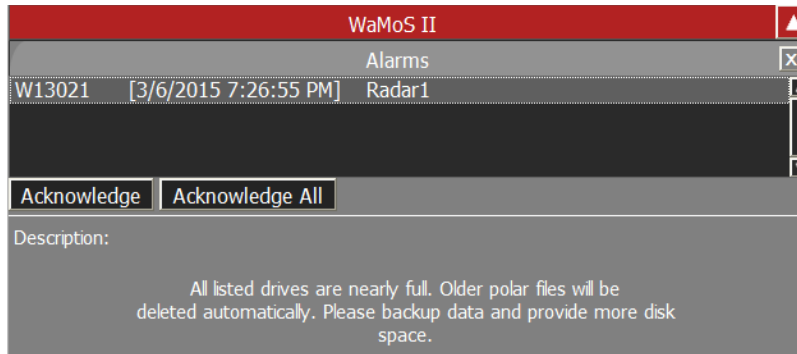 WaMoS II
Alarms
X
W13021 [3/6/2015 7:26:55 PM] Radar1
Acknowledge Acknowledge All
Description:
All listed drives are nearly full. Older polar files will be
deleted automatically. Please backup data and provide more disk
space.